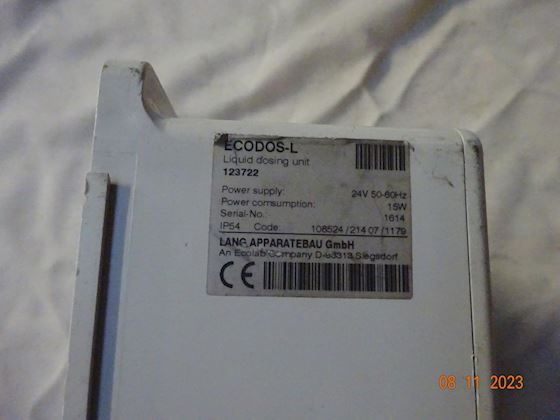 ECODOS-L
Liquid dosing unit
123722
Power supply: 24V 50-60Hz
Power comsumption: 15W
Serial-No.: 1614
IP54 Code: 108524 / 214 07 / 1179
LANG APPARATEBAU GmbH
An Ecolab Company D-83313 Siegsdorf
CE
08 11 2023